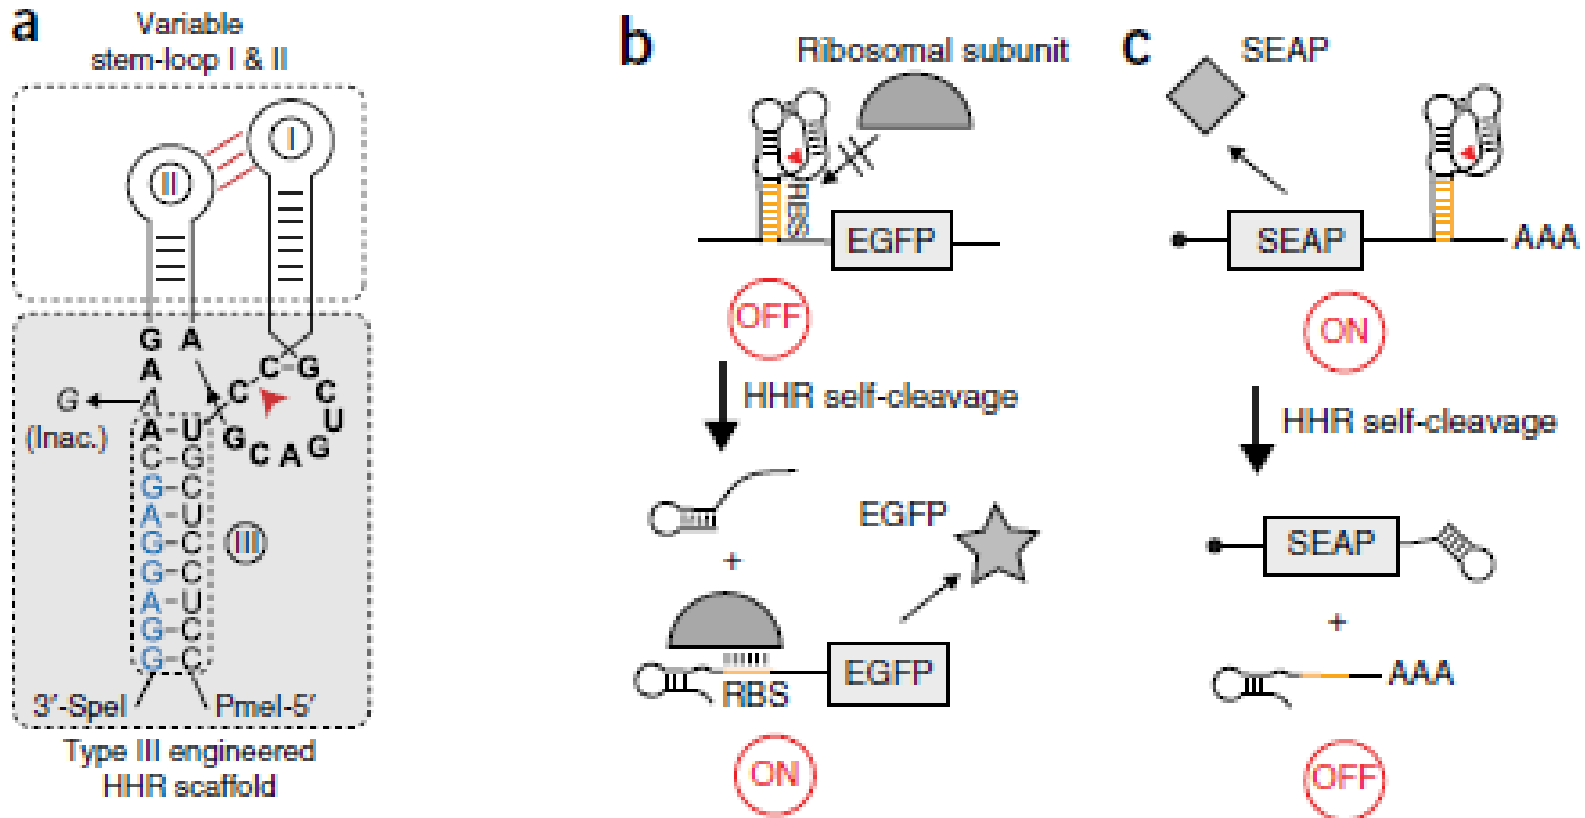 a
Variable
stem-loop I & II
I
II
G A
A C C G
G A C C
(Inac.) A U G U
C G C A G
G C
A U
G C III
G C
A U
G C
G C
3'-SpeI PmeI-5'
Type III engineered
HHR scaffold
b
Ribosomal subunit
RBS
EGFP
OFF
HHR self-cleavage
+
EGFP
EGFP
RBS
ON
c
SEAP
SEAP
AAA
ON
HHR self-cleavage
SEAP
+
AAA
OFF